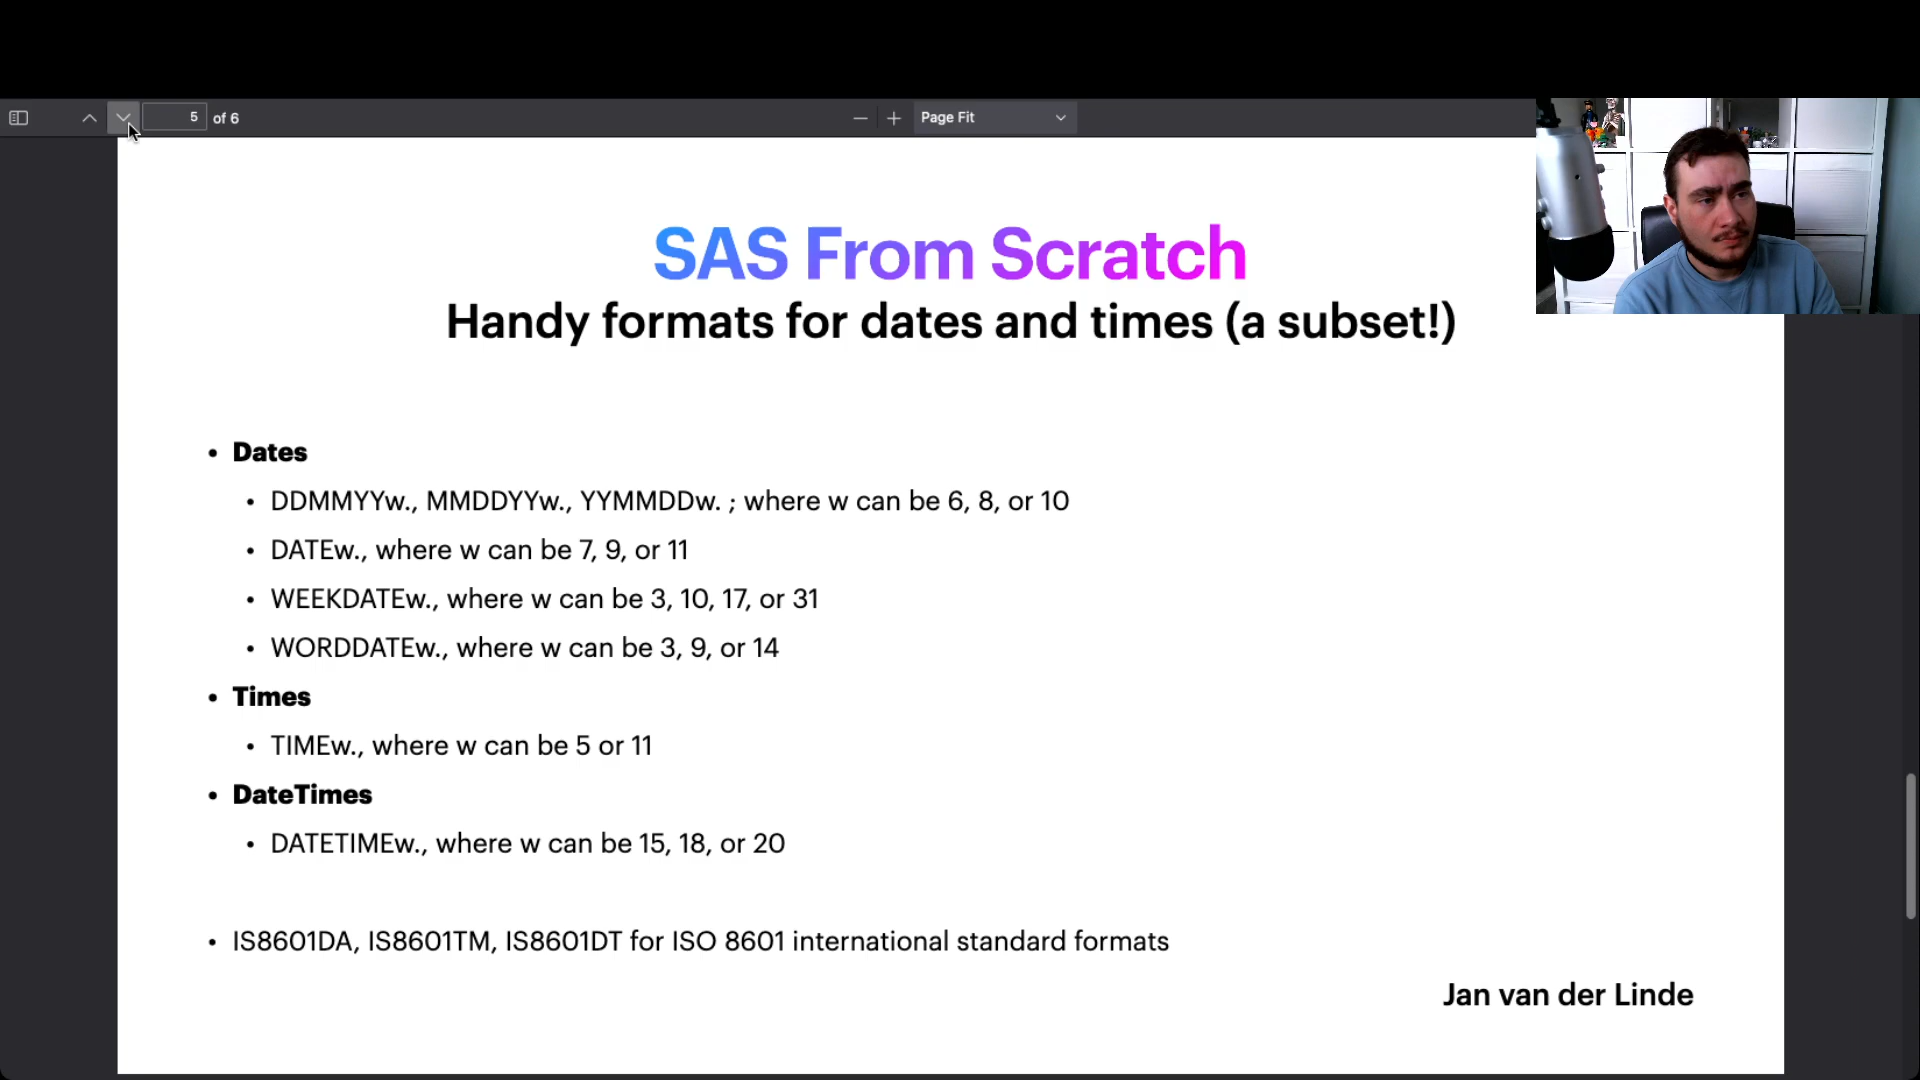 5 of 6
Page Fit
SAS From Scratch
Handy formats for dates and times (a subset!)
• Dates
• DDMMYYw., MMDDYYw., YYMMDDw. ; where w can be 6, 8, or 10
• DATEw., where w can be 7, 9, or 11
• WEEKDATEw., where w can be 3, 10, 17, or 31
• WORDDATEw., where w can be 3, 9, or 14
• Times
• TIMEw., where w can be 5 or 11
• DateTimes
• DATETIMEw., where w can be 15, 18, or 20
• IS8601DA, IS8601TM, IS8601DT for ISO 8601 international standard formats
Jan van der Linde